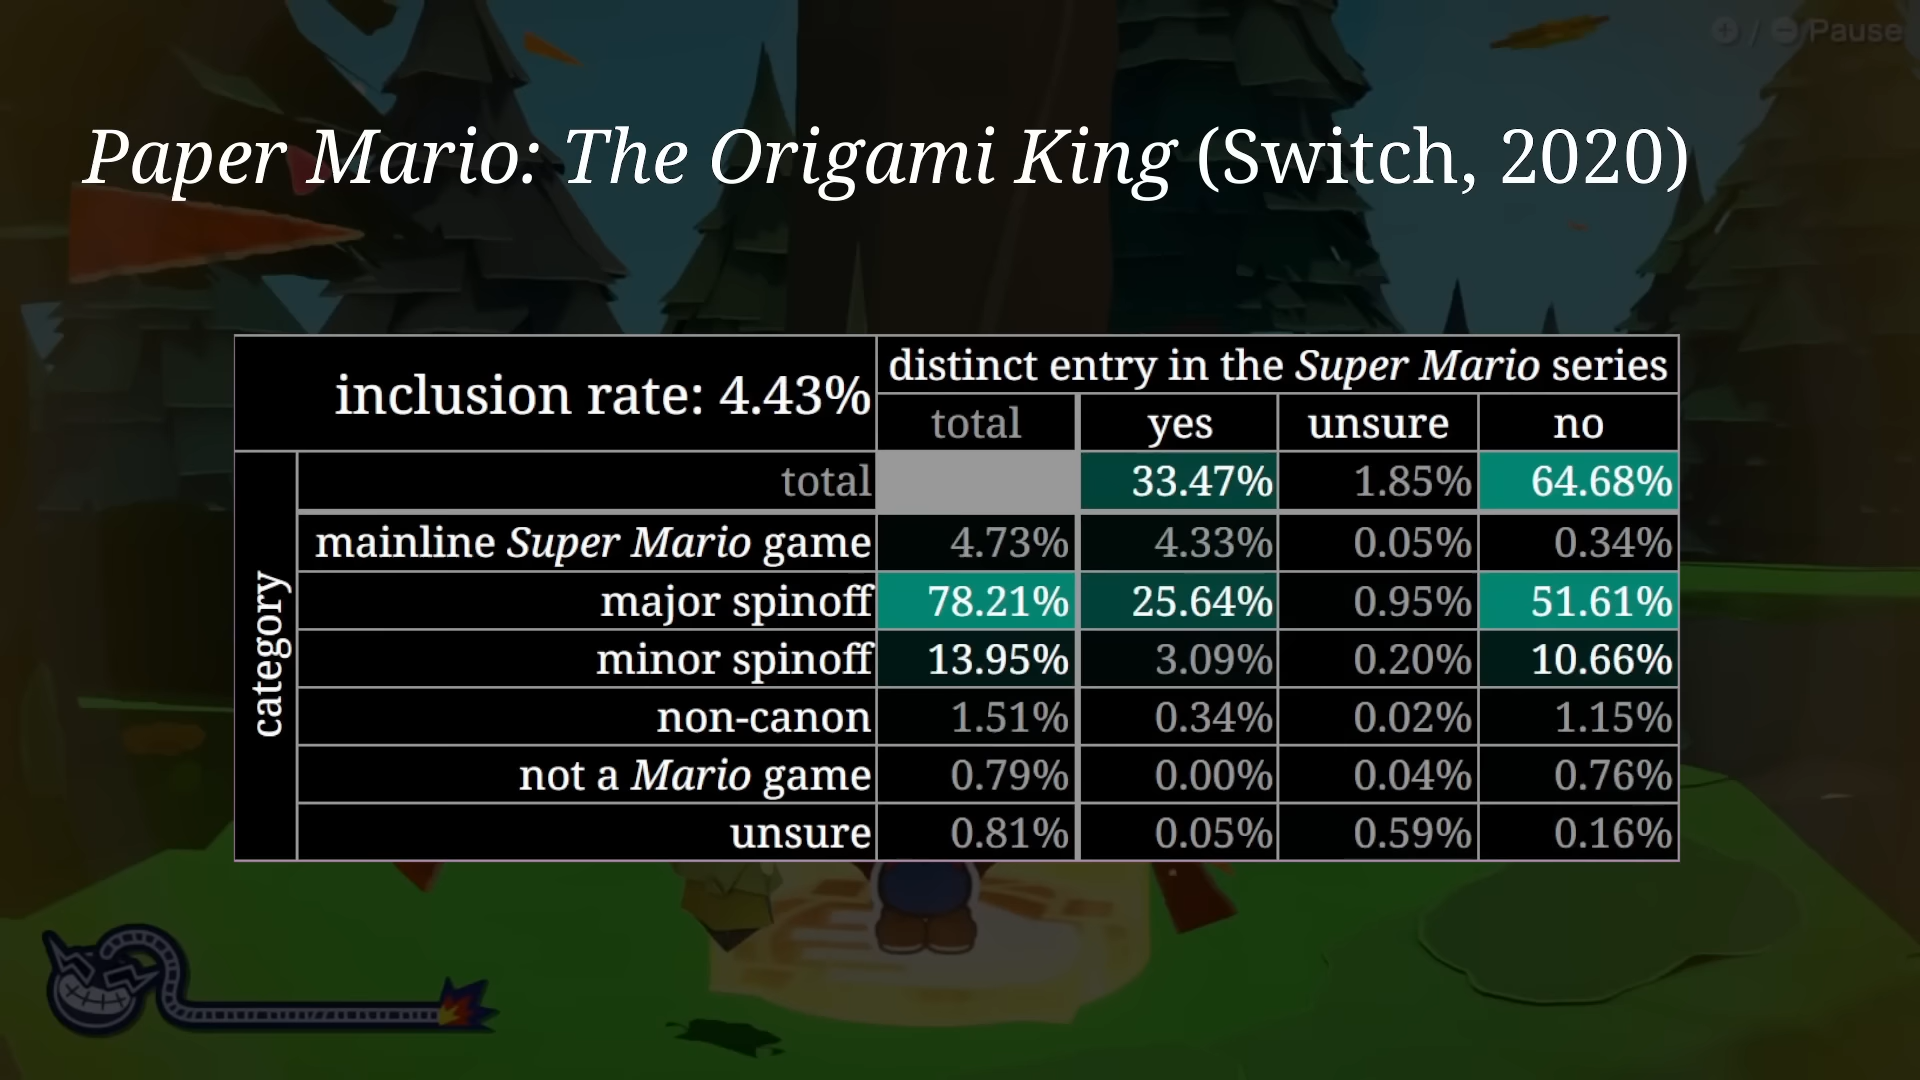 + / - Pause
Paper Mario: The Origami King (Switch, 2020)
inclusion rate: 4.43%
distinct entry in the Super Mario series
total yes unsure no
category
total 33.47% 1.85% 64.68%
mainline Super Mario game 4.73% 4.33% 0.05% 0.34%
major spinoff 78.21% 25.64% 0.95% 51.61%
minor spinoff 13.95% 3.09% 0.20% 10.66%
non-canon 1.51% 0.34% 0.02% 1.15%
not a Mario game 0.79% 0.00% 0.04% 0.76%
unsure 0.81% 0.05% 0.59% 0.16%